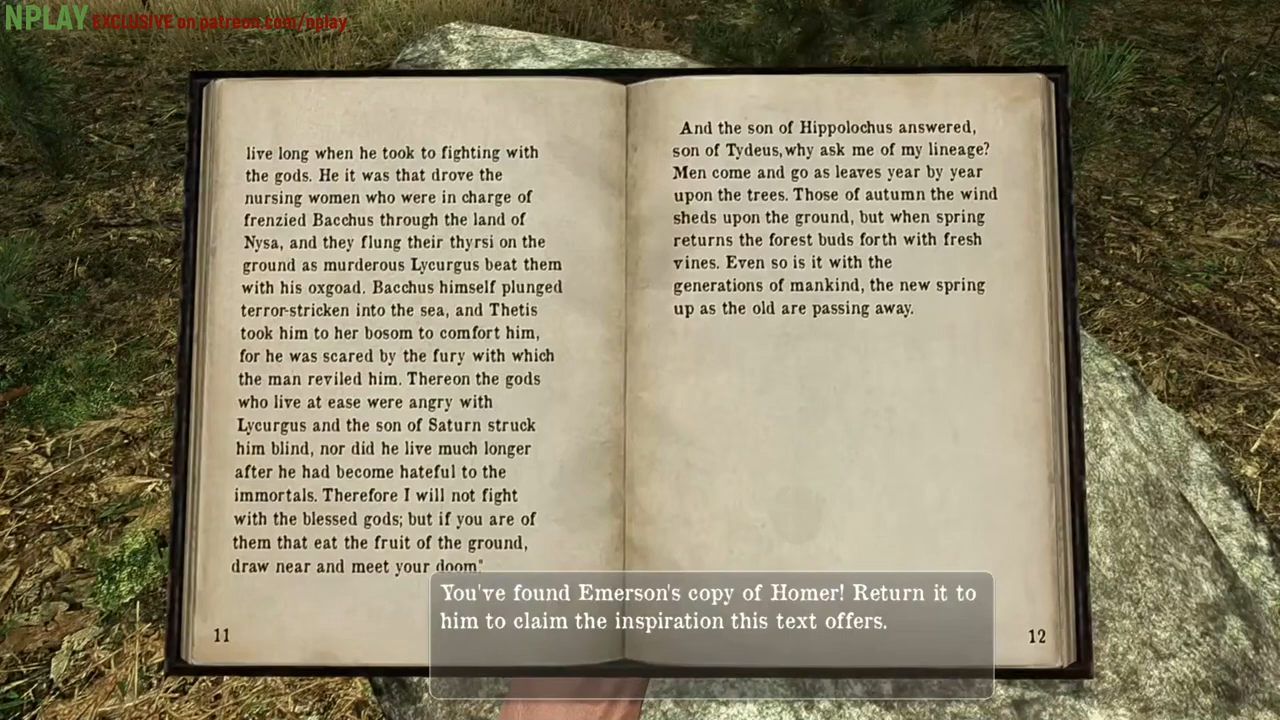 NPLAY EXCLUSIVE on patreon.com/nplay
live long when he took to fighting with
the gods. He it was that drove the
nursing women who were in charge of
frenzied Bacchus through the land of
Nysa, and they flung their thyrsi on the
ground as murderous Lycurgus beat them
with his oxgoad. Bacchus himself plunged
terror-stricken into the sea, and Thetis
took him to her bosom to comfort him,
for he was scared by the fury with which
the man reviled him. Thereon the gods
who live at ease were angry with
Lycurgus and the son of Saturn struck
him blind, nor did he live much longer
after he had become hateful to the
immortals. Therefore I will not fight
with the blessed gods; but if you are of
them that eat the fruit of the ground,
draw near and meet your doom"
11
And the son of Hippolochus answered,
son of Tydeus, why ask me of my lineage?
Men come and go as leaves year by year
upon the trees. Those of autumn the wind
sheds upon the ground, but when spring
returns the forest buds forth with fresh
vines. Even so is it with the
generations of mankind, the new spring
up as the old are passing away.
12
You've found Emerson's copy of Homer! Return it to
him to claim the inspiration this text offers.